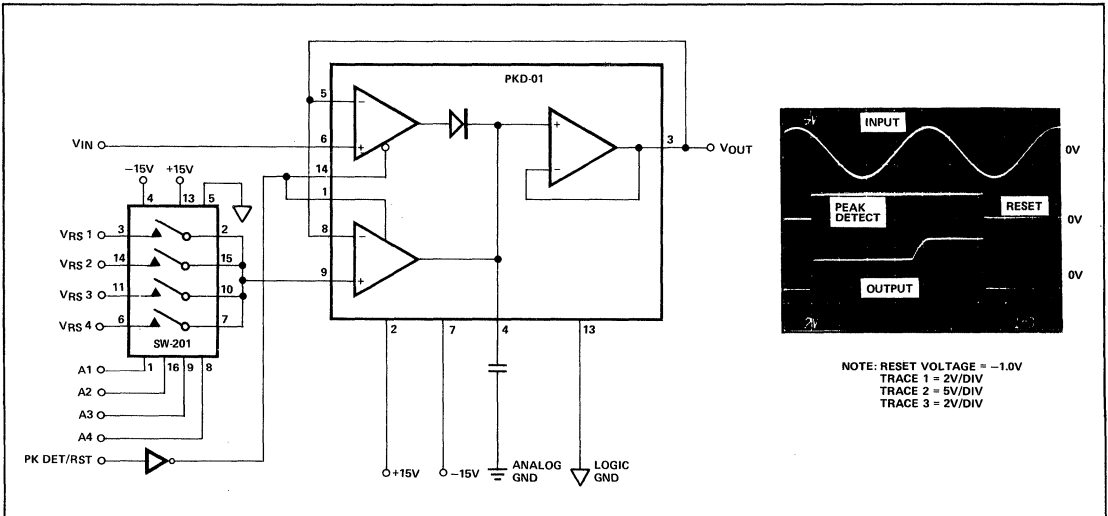 PKD-01
5
6
14
1
8
9
3
2
7
4
13
VIN
VOUT
−15V
+15V
4
13
5
VRS 1
3
2
VRS 2
14
15
VRS 3
11
10
VRS 4
6
7
SW-201
A1
1
16
9
8
A2
A3
A4
PK DET/RST
+15V
−15V
ANALOG
GND
LOGIC
GND
INPUT
0V
PEAK
DETECT
RESET
0V
0V
OUTPUT
NOTE: RESET VOLTAGE = −1.0V
TRACE 1 = 2V/DIV
TRACE 2 = 5V/DIV
TRACE 3 = 2V/DIV